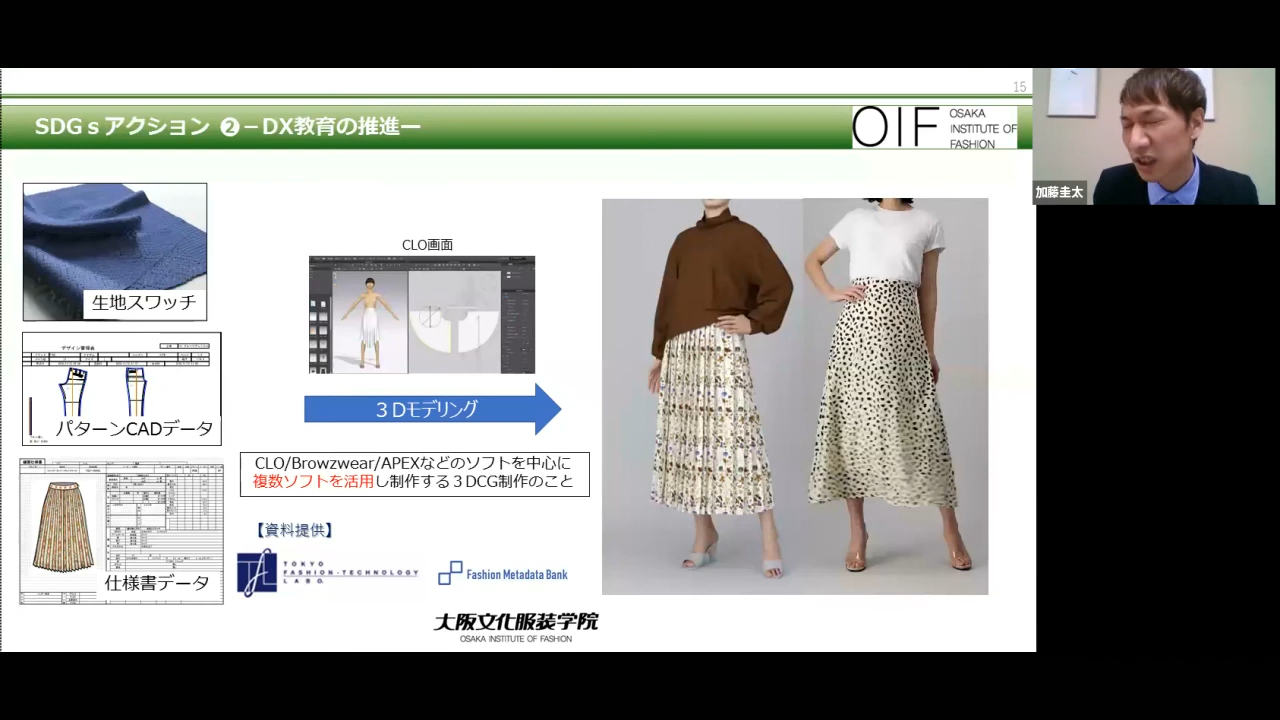 15
SDGｓアクション ❷－DX教育の推進ー
OIF
OSAKA
INSTITUTE OF
FASHION
加藤圭太
生地スワッチ
CLO画面
パターンCADデータ
３Dモデリング
CLO/Browzwear/APEXなどのソフトを中心に
複数ソフトを活用し制作する３DCG制作のこと
【資料提供】
TOKYO
FASHION-TECHNOLOGY
LABO.
Fashion Metadata Bank
仕様書データ
大阪文化服装学院
OSAKA INSTITUTE OF FASHION